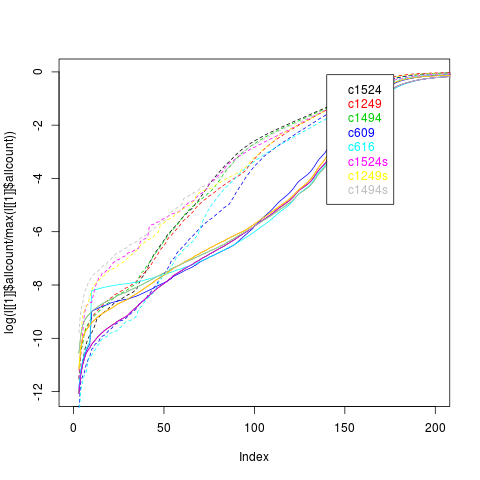 log(l[[1]]$allcount/max(l[[1]]$allcount))
0
-2
-4
-6
-8
-10
-12
c1524
c1249
c1494
c609
c616
c1524s
c1249s
c1494s
0 50 100 150 200
Index